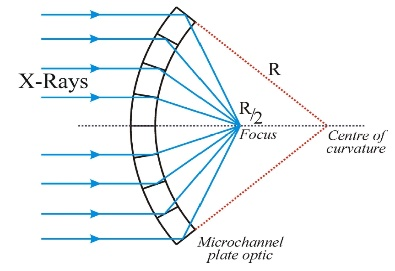 X-Rays
R
R/2
Focus
Centre of
curvature
Microchannel
plate optic